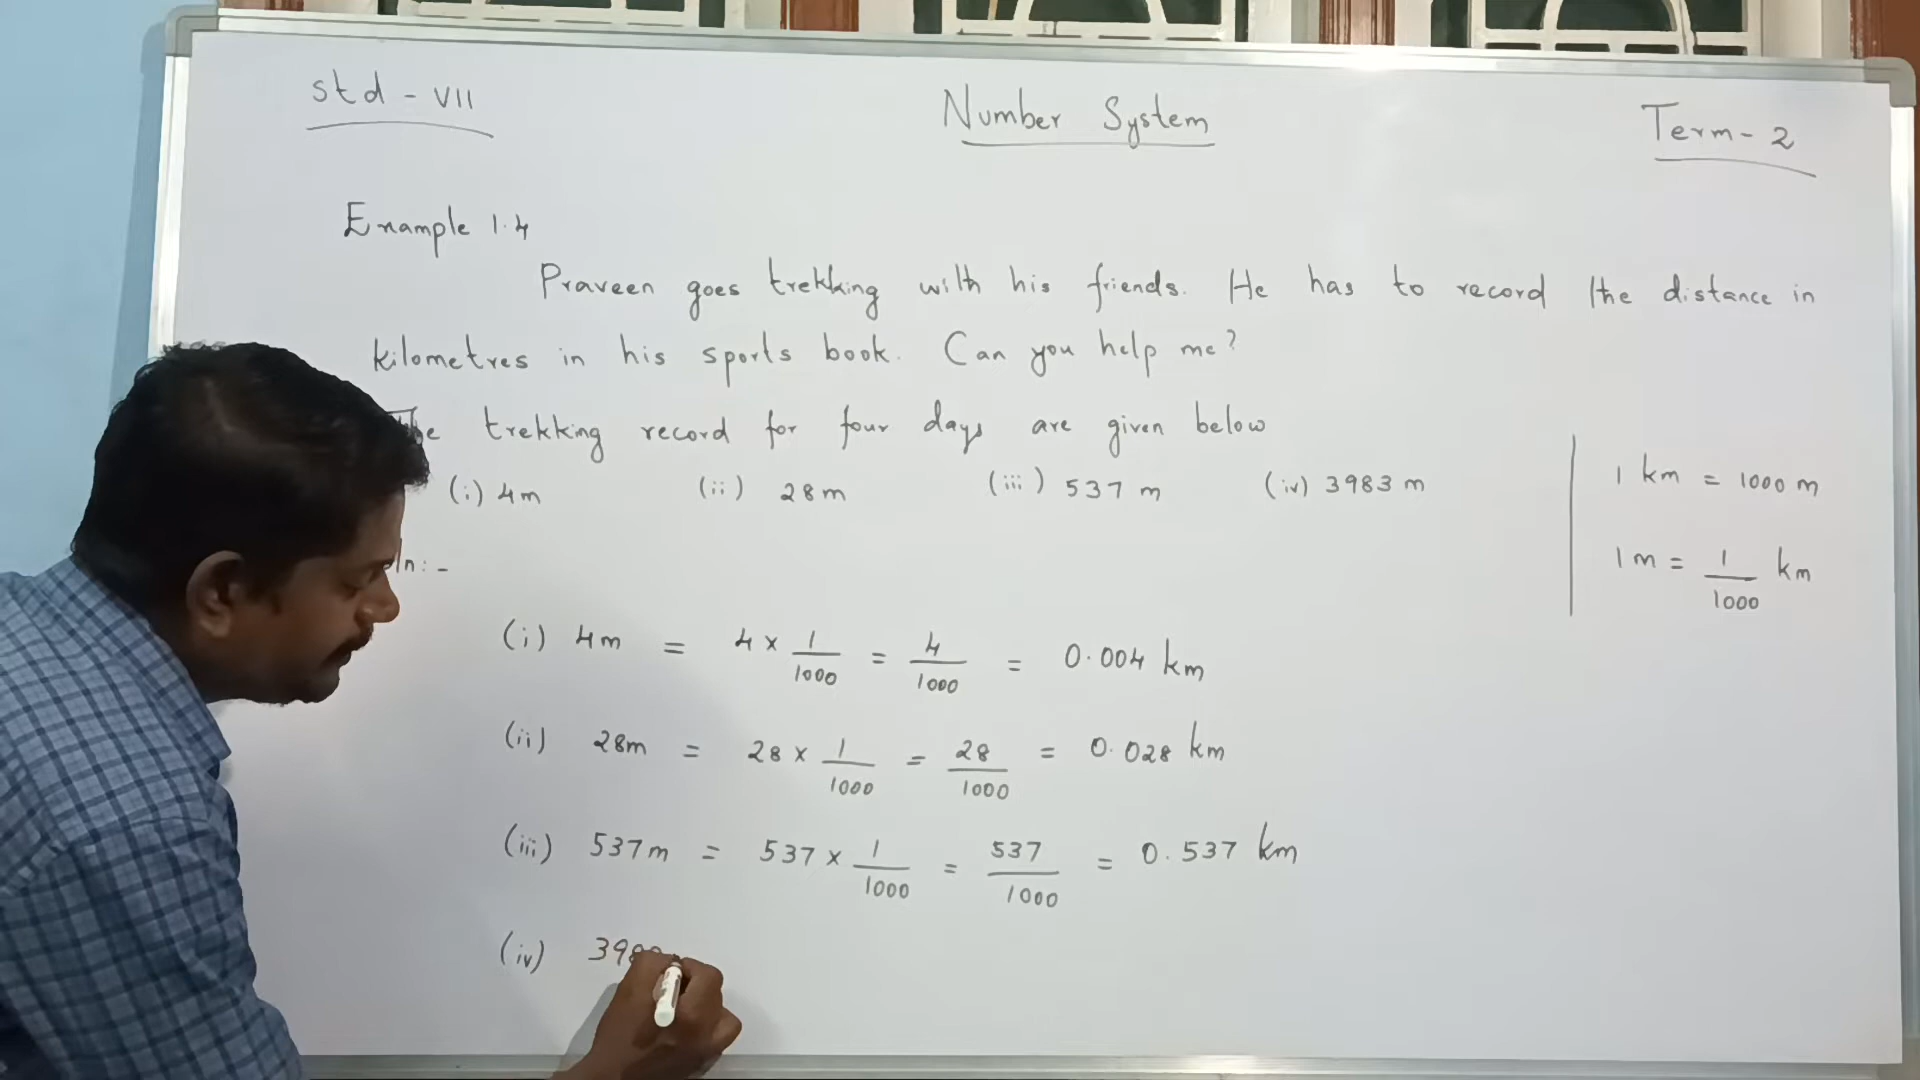 std - VII
Number System
Term - 2
Example 1.4
Praveen goes trekking with his friends. He has to record the distance in
kilometres in his sports book. Can you help me?
trekking record for four days are given below
(i) 4m (ii) 28m (iii) 537 m (iv) 3983 m
1 km = 1000 m
1 m = 1/1000 km
ln : -
(i) 4m = 4 × 1/1000 = 4/1000 = 0.004 km
(ii) 28m = 28 × 1/1000 = 28/1000 = 0.028 km
(iii) 537m = 537 × 1/1000 = 537/1000 = 0.537 km
(iv)